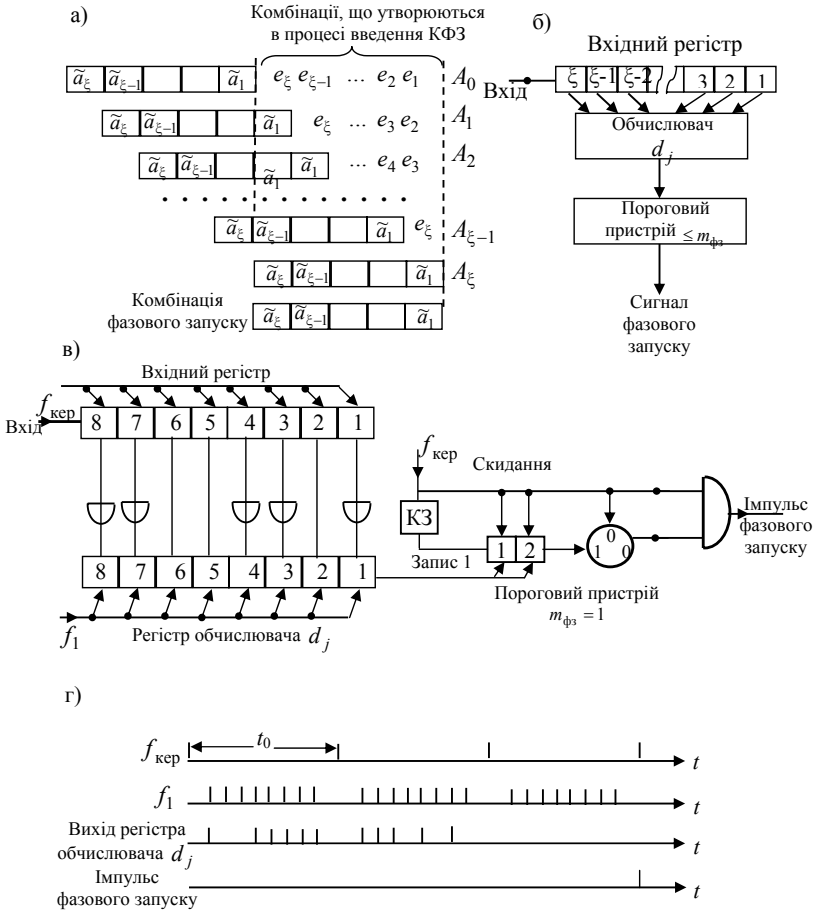 а)
Комбінації, що утворюються
в процесі введення КФЗ
ã_ξ ã_ξ−1 ã_1 e_ξ e_ξ−1 ... e_2 e_1 A_0
ã_ξ ã_ξ−1 ã_1 e_ξ ... e_3 e_2 A_1
ã_ξ ã_ξ−1 ã_1 ã_1 ... e_4 e_3 A_2
. . . . . . . . . . . . .
ã_ξ ã_ξ−1 ã_1 e_ξ A_ξ−1
ã_ξ ã_ξ−1 ã_1 A_ξ
Комбінація
фазового запуску
ã_ξ ã_ξ−1 ã_1
б)
Вхідний регістр
Вхід
ξ ξ-1 ξ-2 3 2 1
Обчислювач
d_j
Пороговий
пристрій ≤ m_фз
Сигнал
фазового
запуску
в)
Вхідний регістр
f_кер
Вхід
8 7 6 5 4 3 2 1
8 7 6 5 4 3 2 1
f_1
Регістр обчислювача d_j
f_кер
Скидання
КЗ
Запис 1
1 2
0
1 0
Імпульс
фазового
запуску
Пороговий пристрій
m_фз = 1
г)
f_кер t_0 t
f_1 t
Вихід регістра
обчислювача d_j t
Імпульс
фазового запуску t